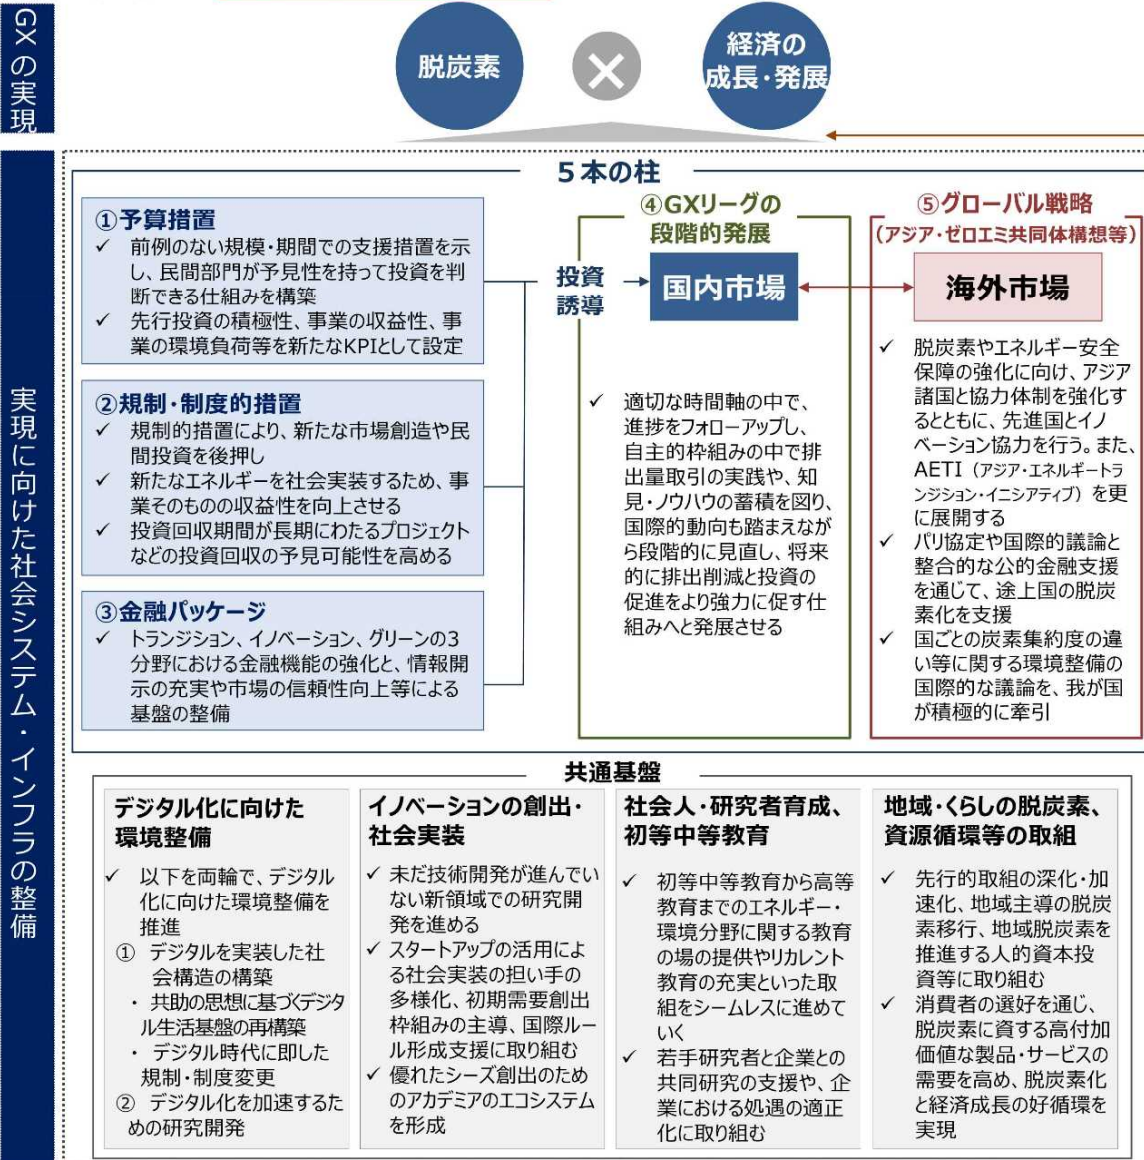 GXの実現
脱炭素
×
経済の
成長・発展
実現に向けた社会システム・インフラの整備
5本の柱
①予算措置
✓ 前例のない規模・期間での支援措置を示
し、民間部門が予見性を持って投資を判
断できる仕組みを構築
✓ 先行投資の積極性、事業の収益性、事
業の環境負荷等を新たなKPIとして設定
②規制・制度的措置
✓ 規制的措置により、新たな市場創造や民
間投資を後押し
✓ 新たなエネルギーを社会実装するため、事
業そのものの収益性を向上させる
✓ 投資回収期間が長期にわたるプロジェクト
などの投資回収の予見可能性を高める
③金融パッケージ
✓ トランジション、イノベーション、グリーンの3
分野における金融機能の強化と、情報開
示の充実や市場の信頼性向上等による
基盤の整備
投資
誘導
④GXリーグの
段階的発展
国内市場
✓ 適切な時間軸の中で、
進捗をフォローアップし、
自主的枠組みの中で排
出量取引の実践や、知
見・ノウハウの蓄積を図り、
国際的動向も踏まえなが
ら段階的に見直し、将来
的に排出削減と投資の
促進をより強力に促す仕
組みへと発展させる
⑤グローバル戦略
(アジア・ゼロエミ共同体構想等)
海外市場
✓ 脱炭素やエネルギー安全
保障の強化に向け、アジア
諸国と協力体制を強化す
るとともに、先進国とイノ
ベーション協力を行う。また、
AETI(アジア・エネルギートラ
ンジション・イニシアティブ)を更
に展開する
✓ パリ協定や国際的議論と
整合的な公的金融支援
を通じて、途上国の脱炭
素化を支援
✓ 国ごとの炭素集約度の違
い等に関する環境整備の
国際的な議論を、我が国
が積極的に牽引
共通基盤
デジタル化に向けた
環境整備
✓ 以下を両輪で、デジタル
化に向けた環境整備を
推進
① デジタルを実装した社
会構造の構築
・ 共助の思想に基づくデジタ
ル生活基盤の再構築
・ デジタル時代に即した
規制・制度変更
② デジタル化を加速するた
めの研究開発
イノベーションの創出・
社会実装
✓ 未だ技術開発が進んでい
ない新領域での研究開
発を進める
✓ スタートアップの活用によ
る社会実装の担い手の
多様化、初期需要創出
枠組みの主導、国際ルー
ル形成支援に取り組む
✓ 優れたシーズ創出のため
のアカデミアのエコシステム
を形成
社会人・研究者育成、
初等中等教育
✓ 初等中等教育から高等
教育までのエネルギー・
環境分野に関する教育
の場の提供やリカレント
教育の充実といった取
組をシームレスに進めて
いく
✓ 若手研究者と企業との
共同研究の支援や、企
業における処遇の適正
化に取り組む
地域・くらしの脱炭素、
資源循環等の取組
✓ 先行的取組の深化・加
速化、地域主導の脱炭
素移行、地域脱炭素を
推進する人的資本投
資等に取り組む
✓ 消費者の選好を通じ、
脱炭素に資する高付加
価値な製品・サービスの
需要を高め、脱炭素化
と経済成長の好循環を
実現